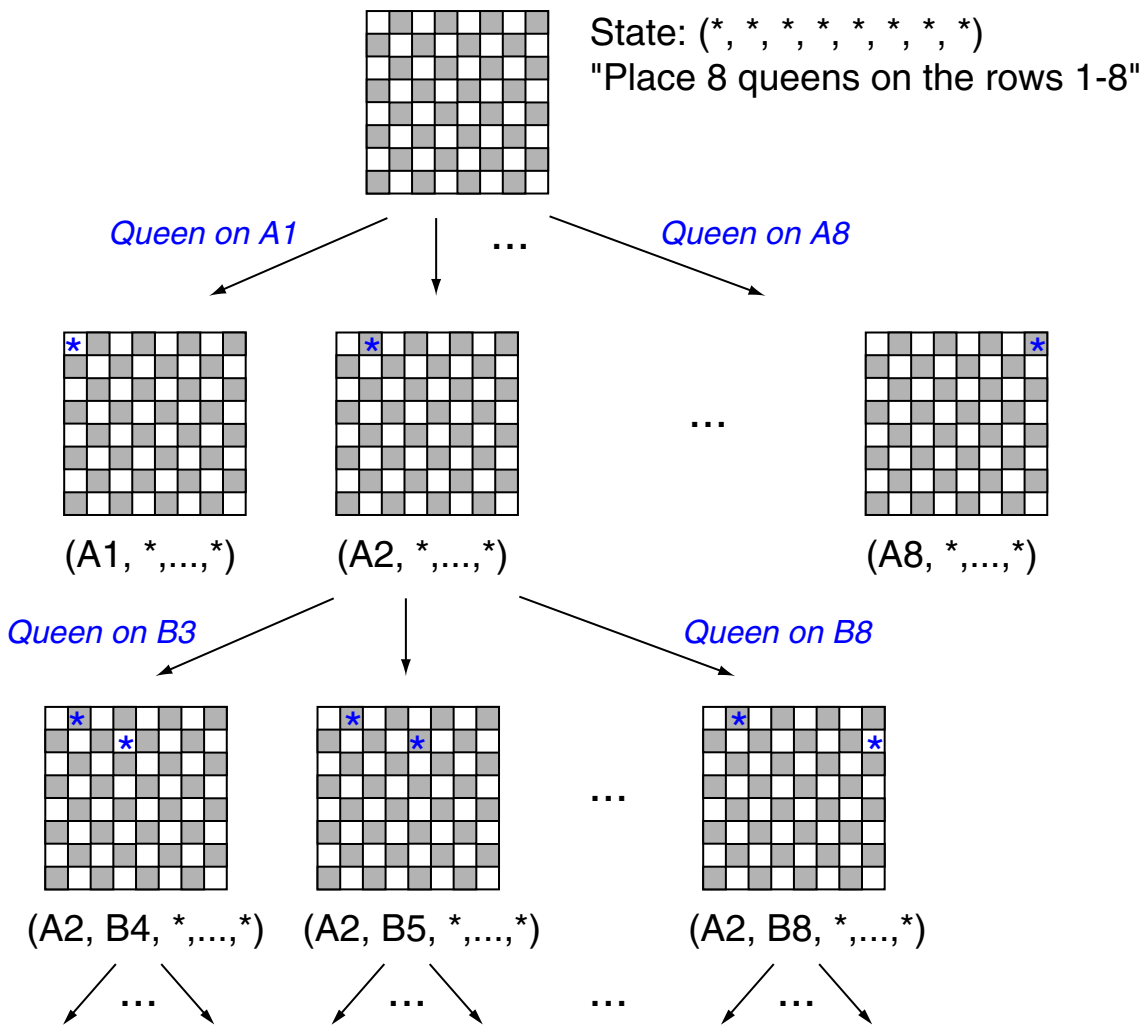 State: (*, *, *, *, *, *, *, *)
"Place 8 queens on the rows 1-8"
Queen on A1
...
Queen on A8
*
*
*
...
(A1, *,...,*)
(A2, *,...,*)
(A8, *,...,*)
Queen on B3
Queen on B8
*
*
*
*
*
*
...
(A2, B4, *,...,*)
(A2, B5, *,...,*)
(A2, B8, *,...,*)
...
...
...
...